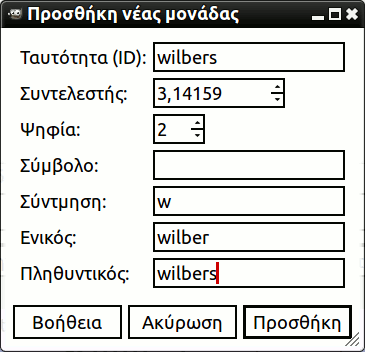 Προσθήκη νέας μονάδας
Ταυτότητα (ID): wilbers
Συντελεστής: 3,14159
Ψηφία: 2
Σύμβολο:
Σύντμηση: w
Ενικός: wilber
Πληθυντικός: wilbers
Βοήθεια Ακύρωση Προσθήκη